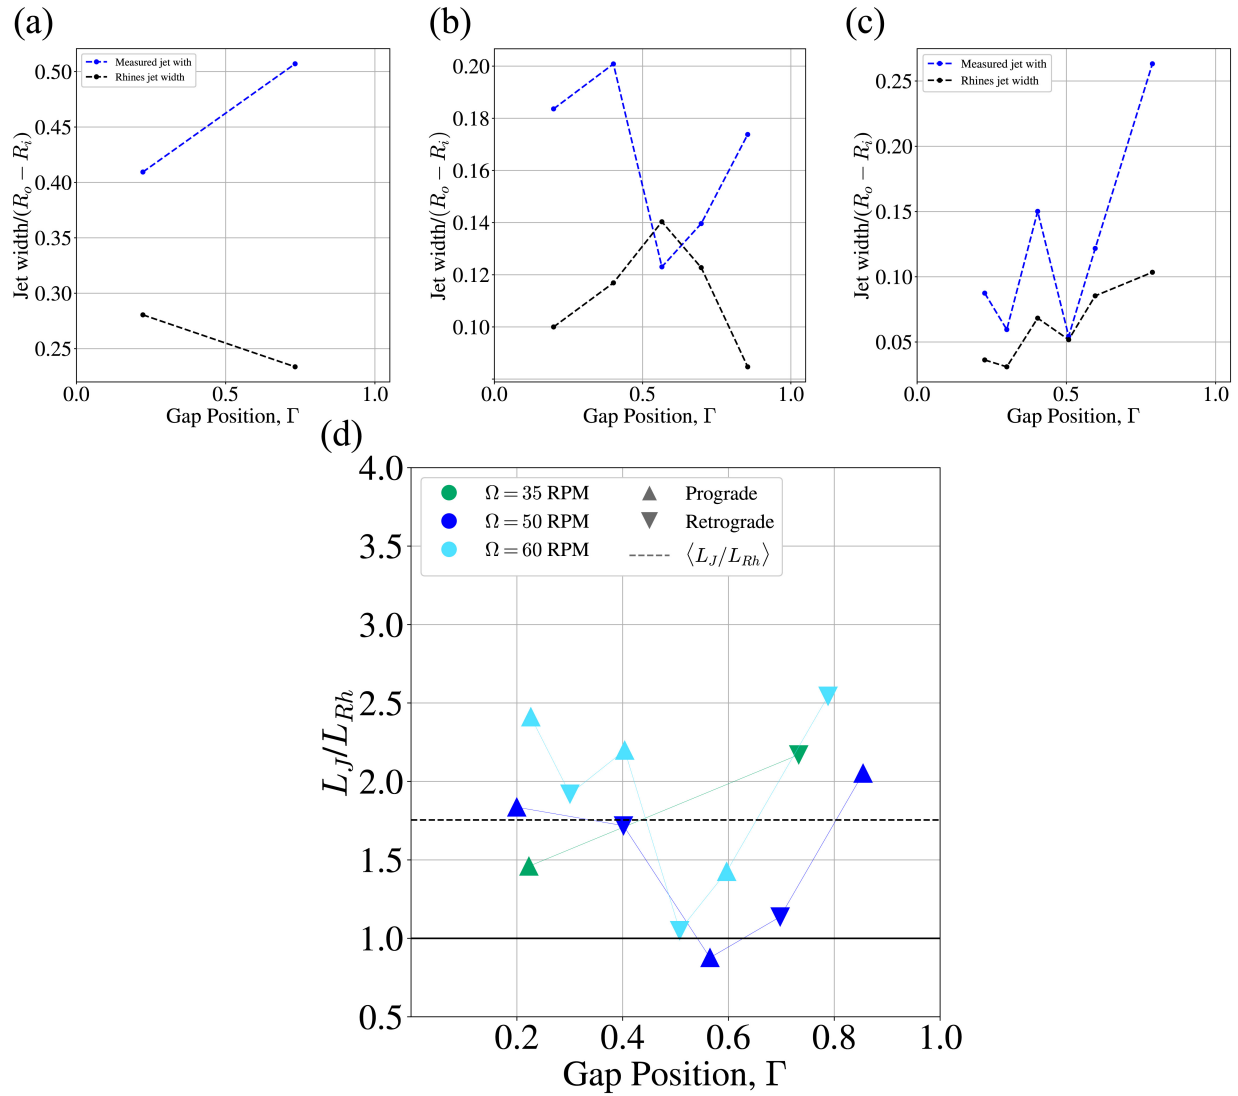 (a)
Measured jet with
Rhines jet width
0.50
0.45
0.40
0.35
0.30
0.25
Jet width/(R_o − R_i)
0.0 0.5 1.0
Gap Position, Γ
(b)
0.20
0.18
0.16
0.14
0.12
0.10
Jet width/(R_o − R_i)
0.0 0.5 1.0
Gap Position, Γ
(c)
Measured jet with
Rhines jet width
0.25
0.20
0.15
0.10
0.05
Jet width/(R_o − R_i)
0.0 0.5 1.0
Gap Position, Γ
(d)
Ω = 35 RPM
Ω = 50 RPM
Ω = 60 RPM
Prograde
Retrograde
⟨L_J/L_Rh⟩
4.0
3.5
3.0
2.5
2.0
1.5
1.0
0.5
L_J/L_Rh
0.2 0.4 0.6 0.8 1.0
Gap Position, Γ